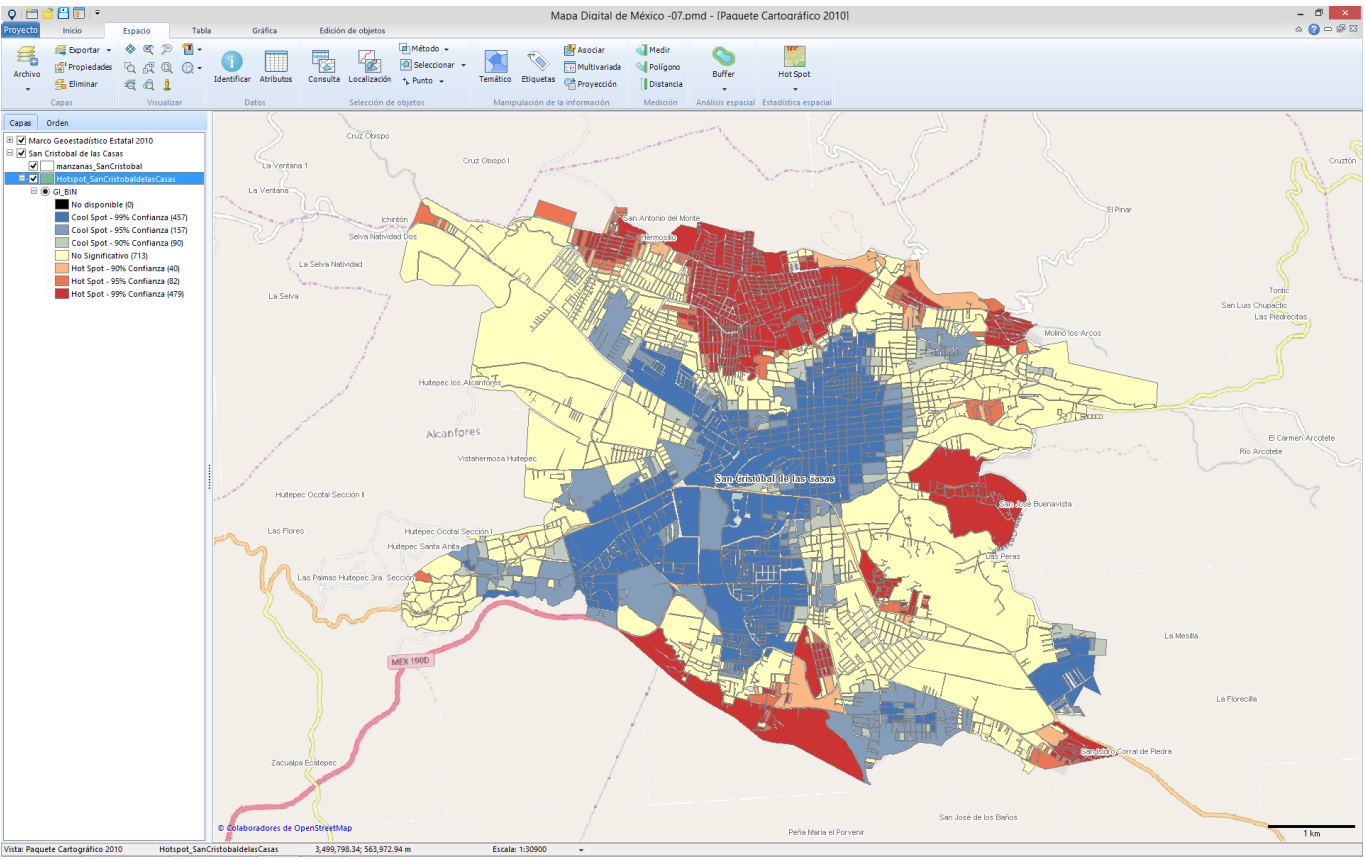 Mapa Digital de México -07.pmd - [Paquete Cartográfico 2010]
Proyecto Inicio Espacio Tabla Gráfica Edición de objetos
Archivo
Exportar
Propiedades
Eliminar
Capas
Visualizar
Identificar
Atributos
Datos
Consulta
Localización
Método
Seleccionar
Punto
Selección de objetos
Temático
Etiquetas
Asociar
Multivariada
Proyección
Manipulación de la información
Medir
Polígono
Distancia
Medición
Buffer
Análisis espacial
Hot Spot
Estadística espacial
Capas Orden
Marco Geoestadístico Estatal 2010
San Cristobal de las Casas
manzanas_SanCristobal
Hotspot_SanCristobaldelasCasas
GI_BIN
No disponible (0)
Cool Spot - 99% Confianza (457)
Cool Spot - 95% Confianza (157)
Cool Spot - 90% Confianza (90)
No Significativo (713)
Hot Spot - 90% Confianza (40)
Hot Spot - 95% Confianza (82)
Hot Spot - 99% Confianza (479)
Cruz Obispo
Cruz Obispo I
Cruztón
La Ventana 1
La Ventana
El Pinar
Ichintón
San Antonio del Monte
Selva Natividad Dos
Hermosillo
La Selva Natividad
La Selva
Tontic
San Luis Chupactic
Las Piedrecitas
Molino los Arcos
Huitepec los Alcanfores
Alcanfores
El Carmen Arcotete
Río Arcotete
Vistahermosa Huitepec
San Cristóbal de las Casas
Huitepec Ocotal Sección II
San José Buenavista
Las Flores
Huitepec Ocotal Sección I
Huitepec Santa Anita
Las Peras
Las Palmas Huitepec 3ra. Sección
La Mesilla
MEX 190D
La Florecilla
San Isidro Corral de Piedra
Zacualpa Ecatepec
San José de los Baños
© Colaboradores de OpenStreetMap
Peña María el Porvenir
1 km
Vista: Paquete Cartográfico 2010 Hotspot_SanCristobaldelasCasas 3,499,798.34; 563,972.94 m Escala: 1:30900